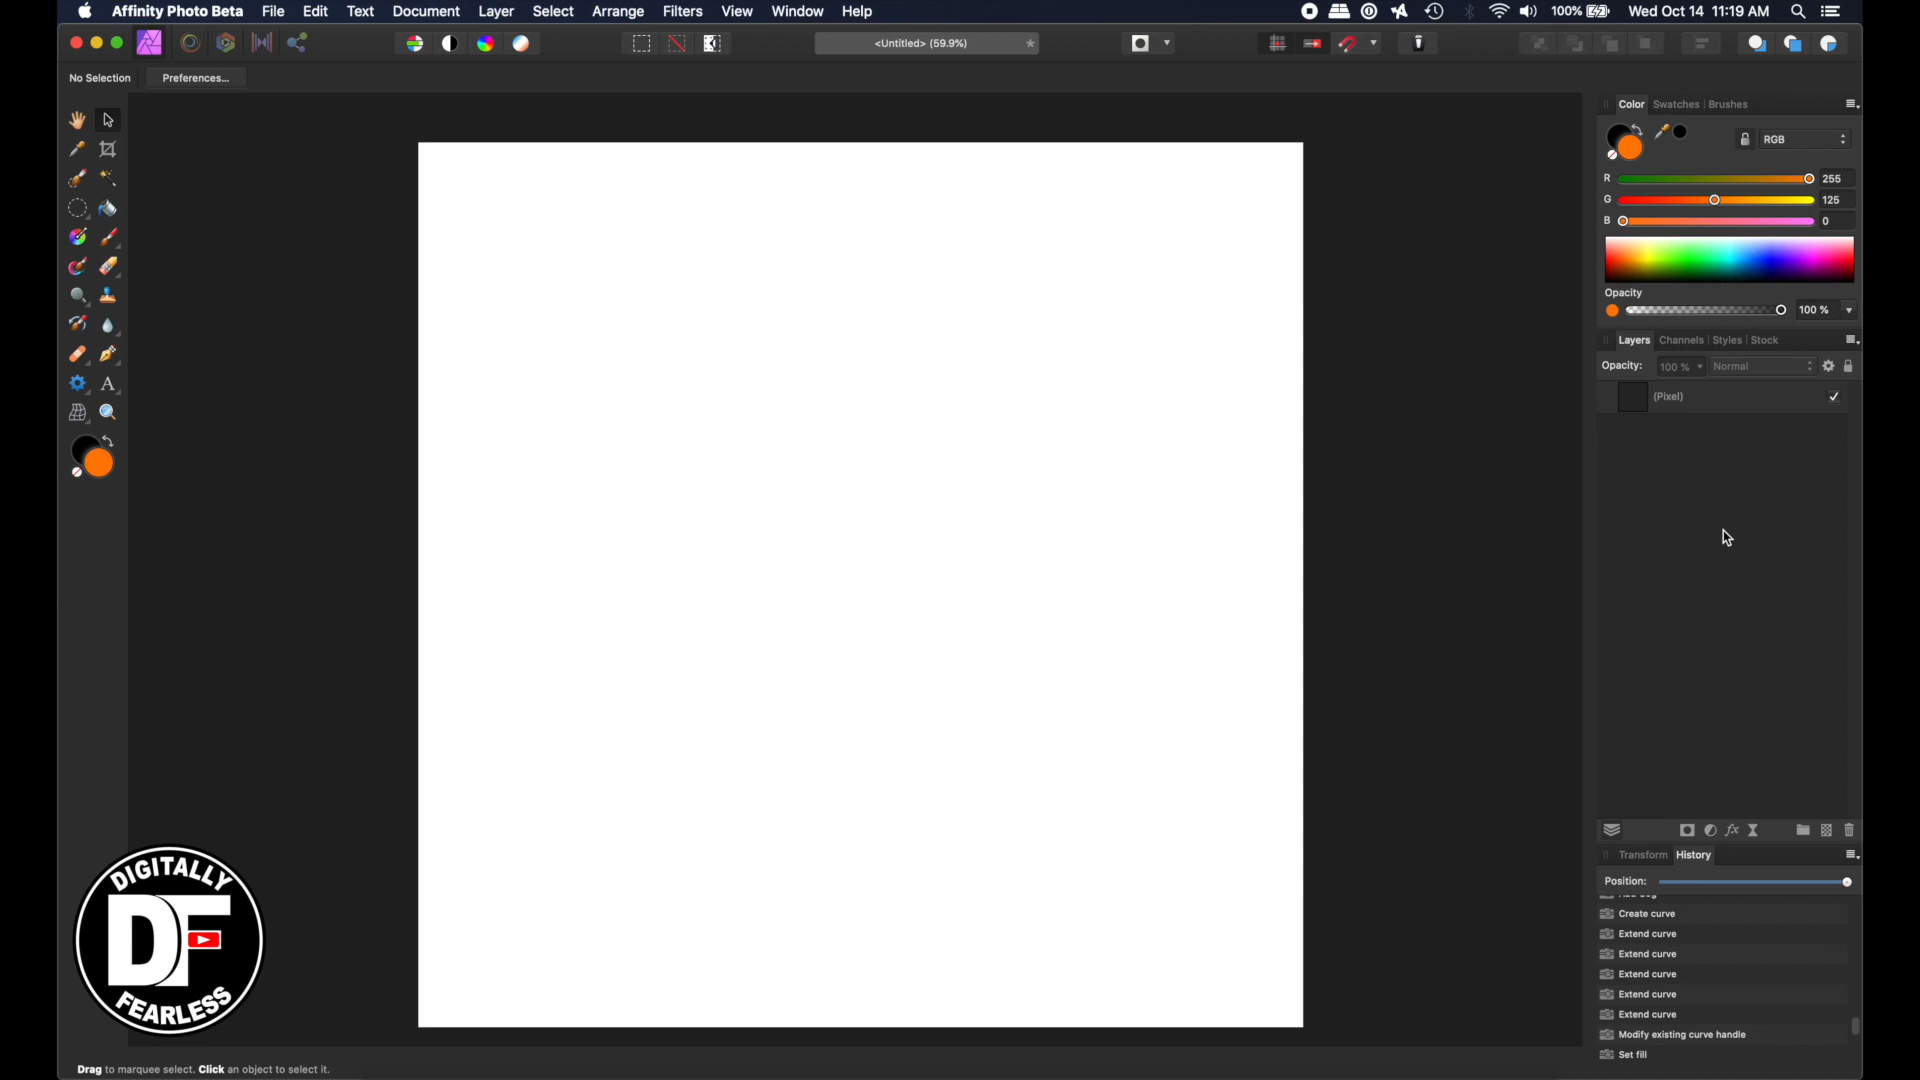 Affinity Photo Beta File Edit Text Document Layer Select Arrange Filters View Window Help 100% Wed Oct 14 11:19 AM
<Untitled> (59.9%)
No Selection Preferences...
Color Swatches Brushes
RGB
R 255
G 125
B 0
Opacity
100 %
Layers Channels Styles Stock
Opacity: 100 % Normal
(Pixel)
fx
Transform History
Position:
Create curve
Extend curve
Extend curve
Extend curve
Extend curve
Extend curve
Modify existing curve handle
Set fill
DIGITALLY
DF
FEARLESS
Drag to marquee select. Click an object to select it.